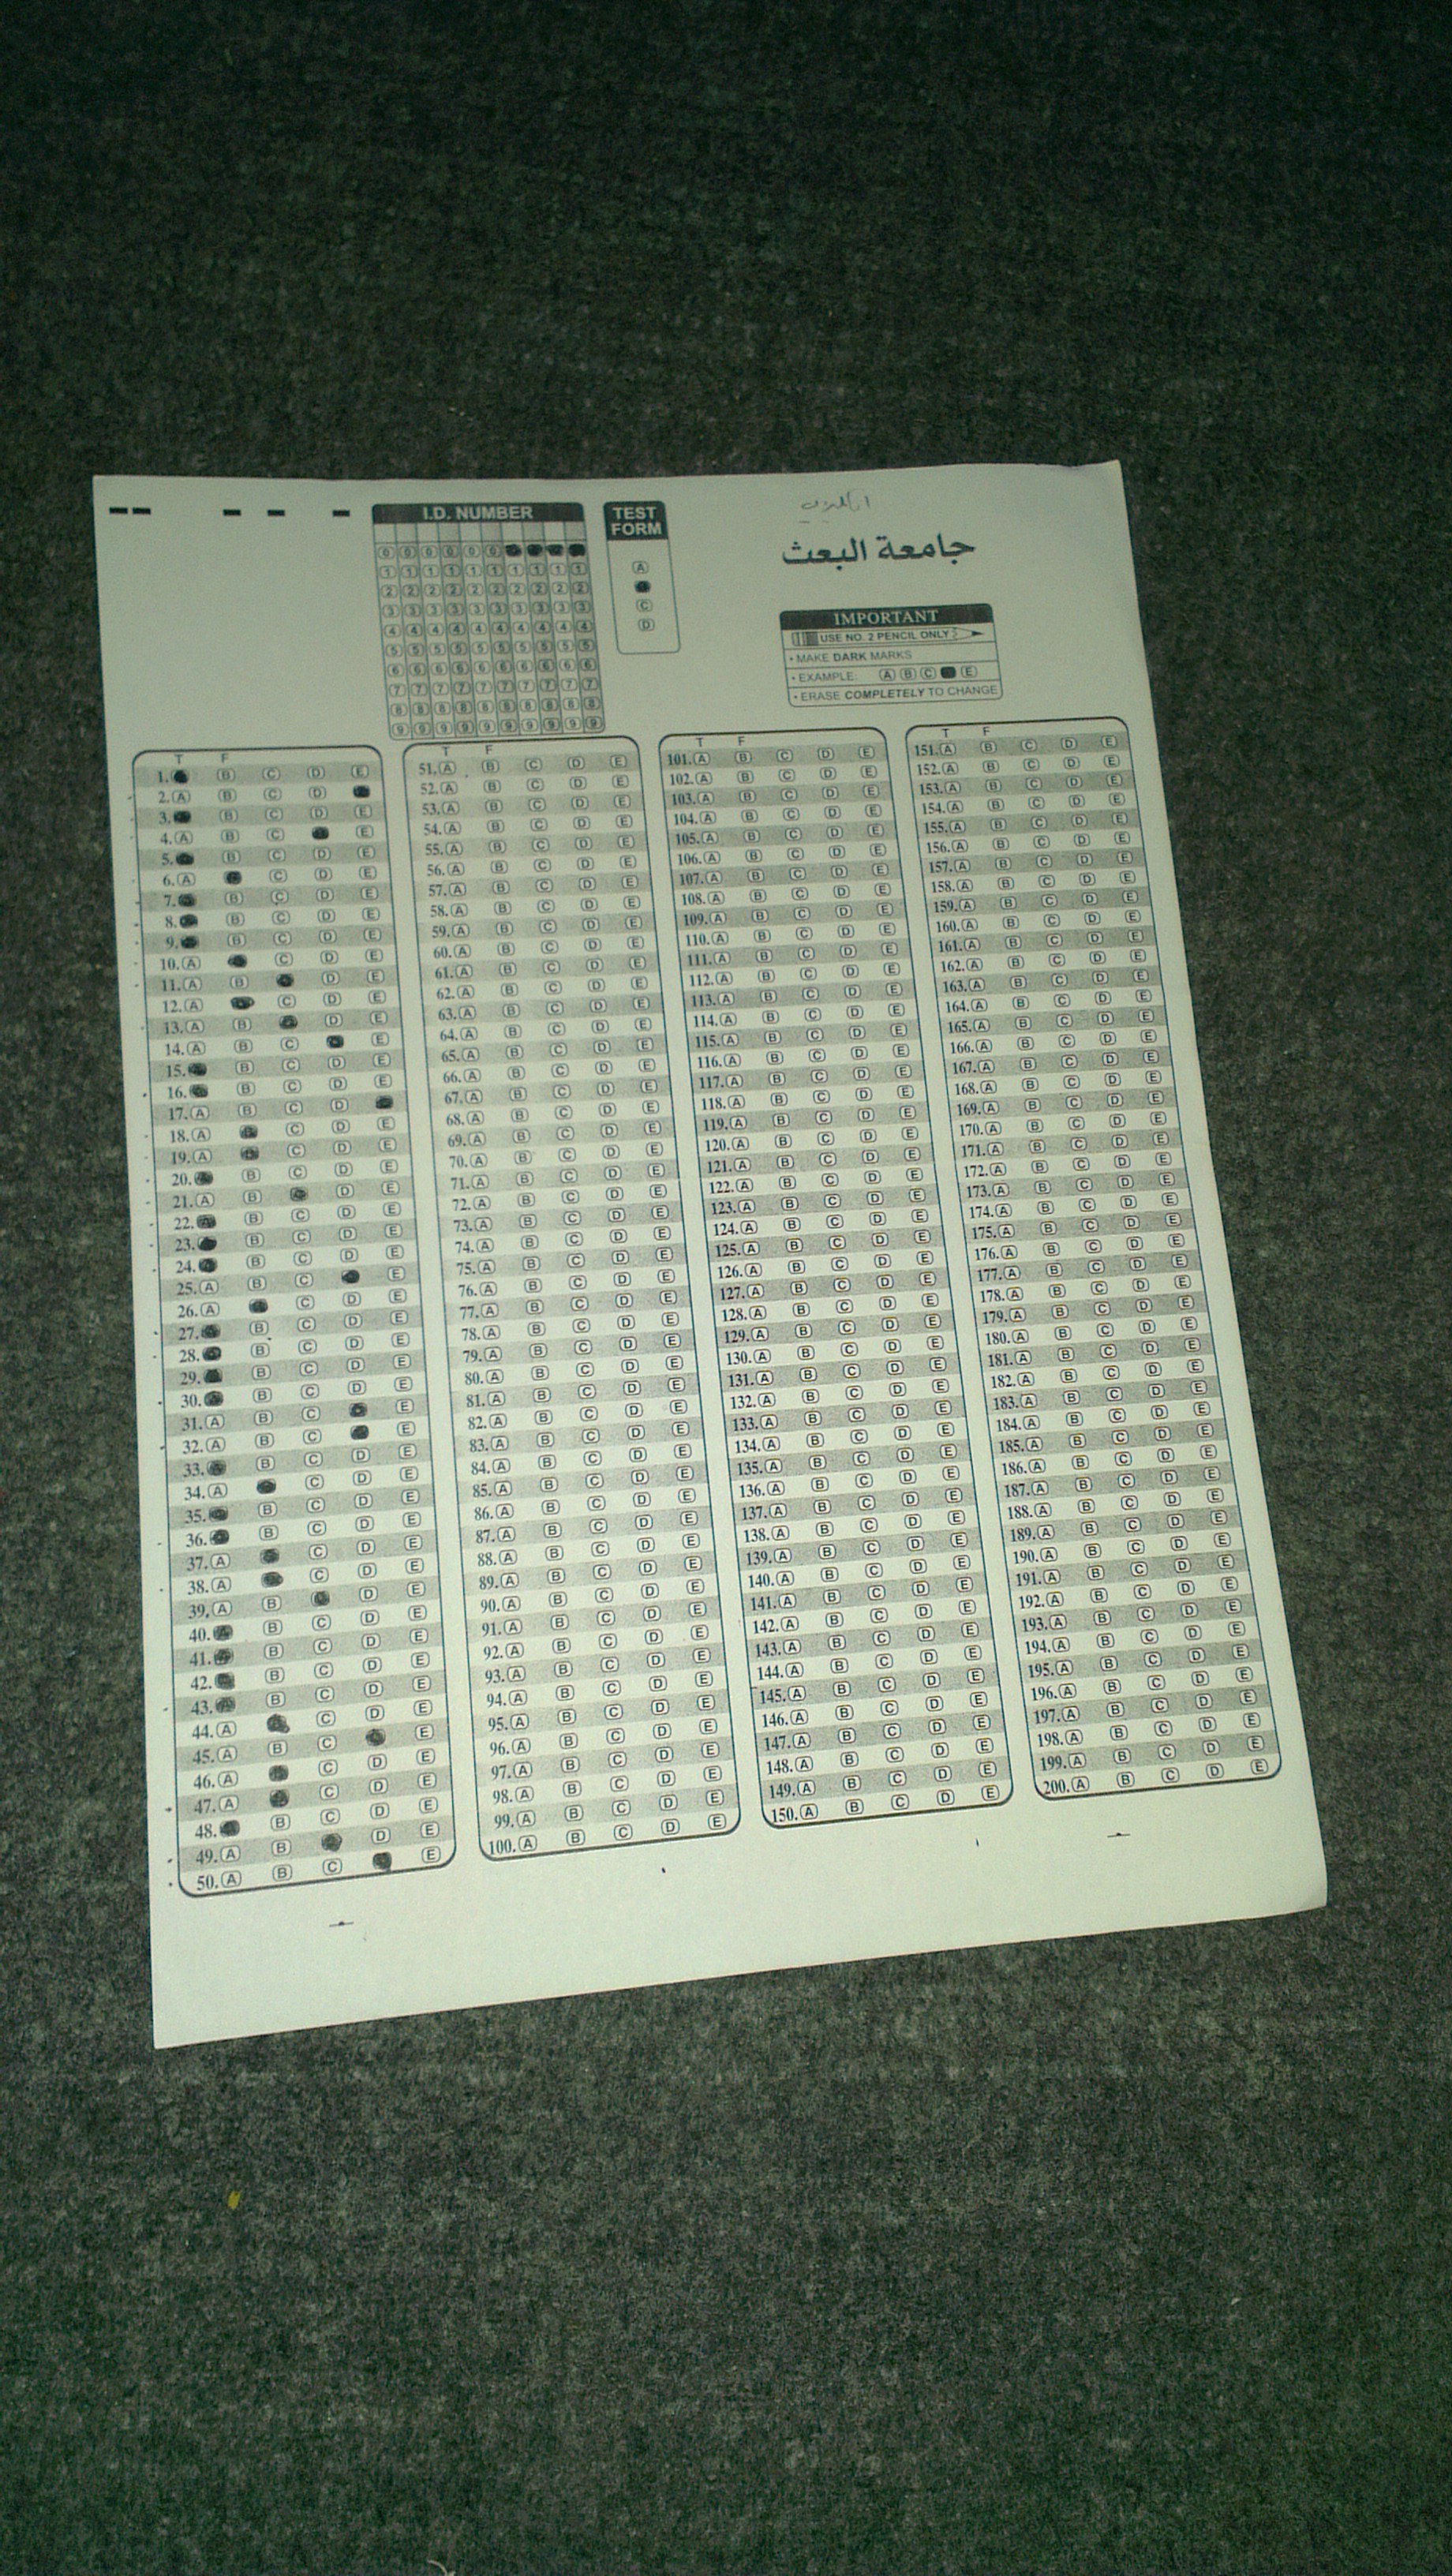 I.D. NUMBER
0 0 0 0 0 0
1 1 1 1 1 1 1 1 1 1
2 2 2 2 2 2 2 2 2 2
3 3 3 3 3 3 3 3 3 3
4 4 4 4 4 4 4 4 4 4
5 5 5 5 5 5 5 5 5 5
6 6 6 6 6 6 6 6 6 6
7 7 7 7 7 7 7 7 7 7
8 8 8 8 8 8 8 8 8 8
9 9 9 9 9 9 9 9 9 9
TEST
FORM
A
C
D
جامعة البعث
IMPORTANT
USE NO. 2 PENCIL ONLY
• MAKE DARK MARKS
• EXAMPLE: A B C E
• ERASE COMPLETELY TO CHANGE
T F
1. B C D E
2. A B C D
3. B C D E
4. A B C E
5. B C D E
6. A C D E
7. B C D E
8. B C D E
9. B C D E
10. A C D E
11. A B D E
12. A C D E
13. A B D E
14. A B C E
15. B C D E
16. B C D E
17. A B C D
18. A C D E
19. A C D E
20. B C D E
21. A B D E
22. B C D E
23. B C D E
24. B C D E
25. A B C E
26. A C D E
27. B C D E
28. B C D E
29. B C D E
30. B C D E
31. A B C E
32. A B C E
33. B C D E
34. A C D E
35. B C D E
36. B C D E
37. A C D E
38. A C D E
39. A B D E
40. B C D E
41. B C D E
42. B C D E
43. B C D E
44. A C D E
45. A B C E
46. A C D E
47. A C D E
48. B C D E
49. A B D E
50. A B C E
T F
51. A B C D E
52. A B C D E
53. A B C D E
54. A B C D E
55. A B C D E
56. A B C D E
57. A B C D E
58. A B C D E
59. A B C D E
60. A B C D E
61. A B C D E
62. A B C D E
63. A B C D E
64. A B C D E
65. A B C D E
66. A B C D E
67. A B C D E
68. A B C D E
69. A B C D E
70. A B C D E
71. A B C D E
72. A B C D E
73. A B C D E
74. A B C D E
75. A B C D E
76. A B C D E
77. A B C D E
78. A B C D E
79. A B C D E
80. A B C D E
81. A B C D E
82. A B C D E
83. A B C D E
84. A B C D E
85. A B C D E
86. A B C D E
87. A B C D E
88. A B C D E
89. A B C D E
90. A B C D E
91. A B C D E
92. A B C D E
93. A B C D E
94. A B C D E
95. A B C D E
96. A B C D E
97. A B C D E
98. A B C D E
99. A B C D E
100. A B C D E
T F
101. A B C D E
102. A B C D E
103. A B C D E
104. A B C D E
105. A B C D E
106. A B C D E
107. A B C D E
108. A B C D E
109. A B C D E
110. A B C D E
111. A B C D E
112. A B C D E
113. A B C D E
114. A B C D E
115. A B C D E
116. A B C D E
117. A B C D E
118. A B C D E
119. A B C D E
120. A B C D E
121. A B C D E
122. A B C D E
123. A B C D E
124. A B C D E
125. A B C D E
126. A B C D E
127. A B C D E
128. A B C D E
129. A B C D E
130. A B C D E
131. A B C D E
132. A B C D E
133. A B C D E
134. A B C D E
135. A B C D E
136. A B C D E
137. A B C D E
138. A B C D E
139. A B C D E
140. A B C D E
141. A B C D E
142. A B C D E
143. A B C D E
144. A B C D E
145. A B C D E
146. A B C D E
147. A B C D E
148. A B C D E
149. A B C D E
150. A B C D E
T F
151. A B C D E
152. A B C D E
153. A B C D E
154. A B C D E
155. A B C D E
156. A B C D E
157. A B C D E
158. A B C D E
159. A B C D E
160. A B C D E
161. A B C D E
162. A B C D E
163. A B C D E
164. A B C D E
165. A B C D E
166. A B C D E
167. A B C D E
168. A B C D E
169. A B C D E
170. A B C D E
171. A B C D E
172. A B C D E
173. A B C D E
174. A B C D E
175. A B C D E
176. A B C D E
177. A B C D E
178. A B C D E
179. A B C D E
180. A B C D E
181. A B C D E
182. A B C D E
183. A B C D E
184. A B C D E
185. A B C D E
186. A B C D E
187. A B C D E
188. A B C D E
189. A B C D E
190. A B C D E
191. A B C D E
192. A B C D E
193. A B C D E
194. A B C D E
195. A B C D E
196. A B C D E
197. A B C D E
198. A B C D E
199. A B C D E
200. A B C D E